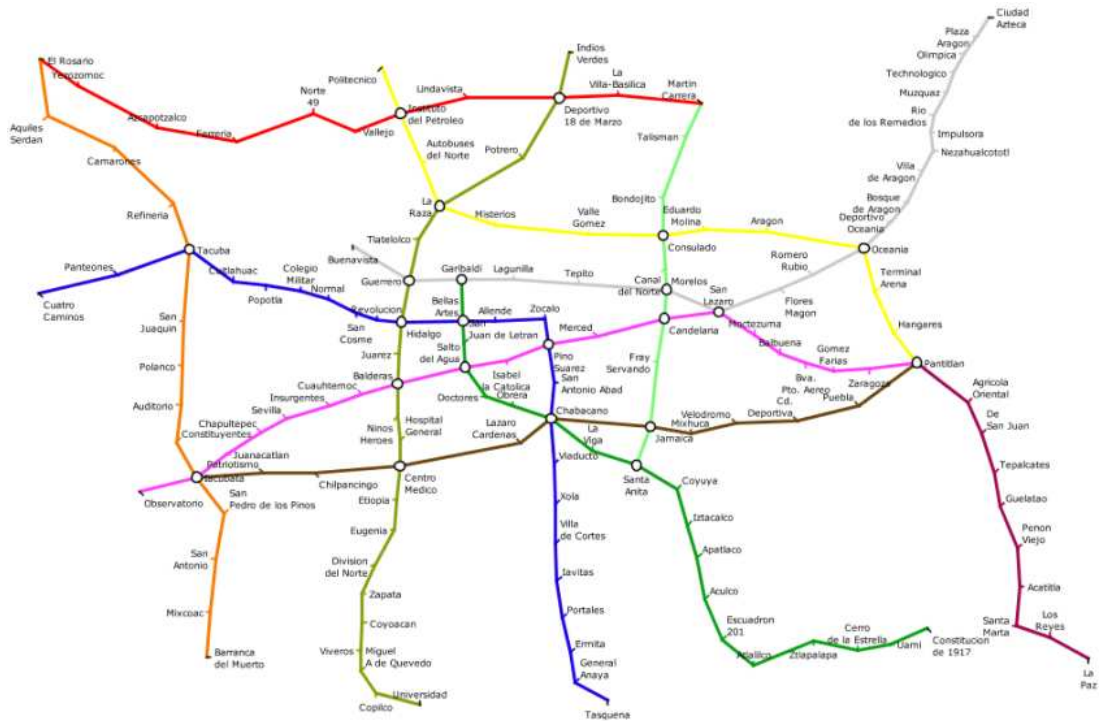 Ciudad
Azteca
Plaza
Aragon
Olimpica
Technologico
Muzquaz
Rio
de los Remedios
Impulsora
Nezahualcototl
Villa
de Aragon
Bosque
de Aragon
Deportivo
Oceania
Oceania
El Rosario
Yerozomoc
Aquiles
Serdan
Azcapotzalco
Ferreria
Norte
49
Vallejo
Politecnico
Instituto
del Petroleo
Lindavista
Indios
Verdes
La
Villa-Basilica
Martin
Carrera
Deportivo
18 de Marzo
Autobuses
del Norte
Potrero
Talisman
Camarones
Refineria
La
Raza
Misterios
Valle
Gomez
Bondojito
Eduardo
Molina
Aragon
Consulado
Tacuba
Panteones
Cuatro
Caminos
Cuitlahuac
Popotla
Colegio
Militar
Normal
Buenavista
Tlatelolco
Guerrero
Garibaldi
Lagunilla
Tepito
Canal
del Norte
Morelos
San
Lazaro
Romero
Rubio
Flores
Magon
Terminal
Arena
Hangares
Pantitlan
San
Cosme
Revolucion
Hidalgo
Bellas
Artes
Allende
Zocalo
San
Juan de Letran
Merced
Candelaria
Moctezuma
Balbuena
Bva.
Pto. Aereo
Gomez
Farias
Zaragoza
San
Juaquin
Polanco
Auditorio
Constituyentes
Juarez
Balderas
Salto
del Agua
Isabel
la Catolica
Pino
Suarez
San
Antonio Abad
Fray
Servando
Cuauhtemoc
Insurgentes
Sevilla
Chapultepec
Juanacatlan
Observatorio
Tacubata
Patriotismo
Chilpancingo
Centro
Medico
Ninos
Heroes
Hospital
General
Doctores
Obrera
Lazaro
Cardenas
Chabacano
La
Viga
Jamaica
Mixhuca
Velodromo
Cd.
Deportiva
Puebla
Agricola
Oriental
De
San Juan
Tepalcates
Guelatao
Penon
Viejo
Acatitla
Santa
Marta
Los
Reyes
La
Paz
San
Pedro de los Pinos
San
Antonio
Mixcoac
Barranca
del Muerto
Etiopia
Eugenia
Division
del Norte
Zapata
Coyoacan
Viveros
Miguel
A de Quevedo
Copilco
Universidad
Viaducto
Xola
Villa
de Cortes
Portales
Ermita
General
Anaya
Tasquena
Santa
Anita
Coyuya
Iztacalco
Apatlaco
Aculco
Escuadron
201
Atlalilco
Ztlapalapa
Cerro
de la Estrella
Uami
Constitucion
de 1917